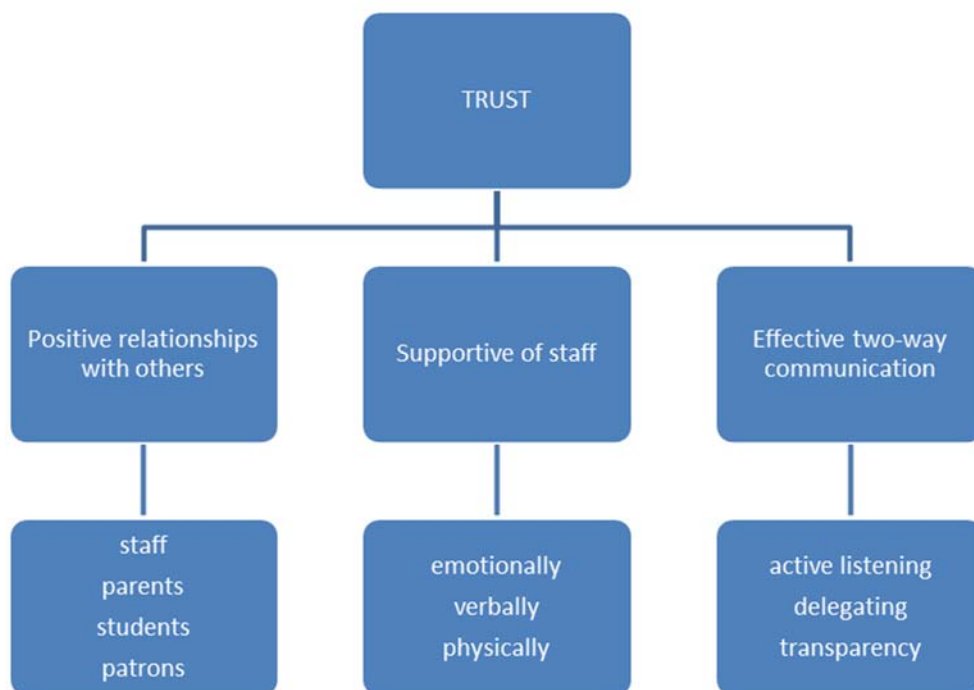 TRUST
Positive relationships
with others
Supportive of staff
Effective two-way
communication
staff
parents
students
patrons
emotionally
verbally
physically
active listening
delegating
transparency